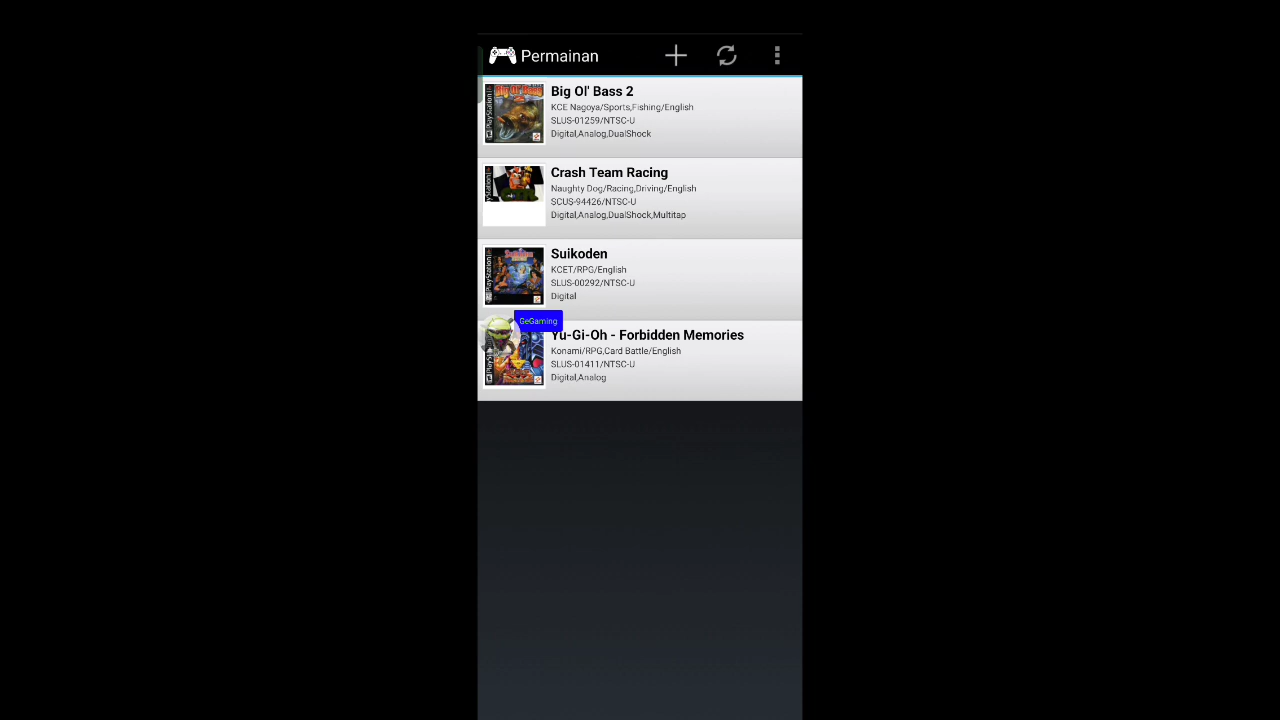 Permainan
Big Ol' Bass 2
KCE Nagoya/Sports,Fishing/English
SLUS-01259/NTSC-U
Digital,Analog,DualShock
Crash Team Racing
Naughty Dog/Racing,Driving/English
SCUS-94426/NTSC-U
Digital,Analog,DualShock,Multitap
Suikoden
KCET/RPG/English
SLUS-00292/NTSC-U
Digital
GeGaming
Yu-Gi-Oh - Forbidden Memories
Konami/RPG,Card Battle/English
SLUS-01411/NTSC-U
Digital,Analog